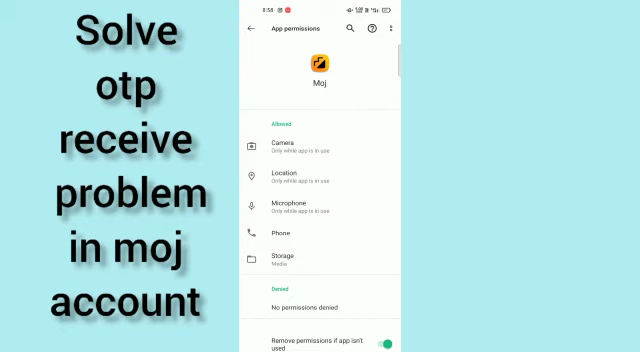 Solve
otp
receive
problem
in moj
account
8:58
App permissions
Moj
Allowed
Camera
Only while app is in use
Location
Only while app is in use
Microphone
Only while app is in use
Phone
Storage
Media
Denied
No permissions denied
Remove permissions if app isn't
used